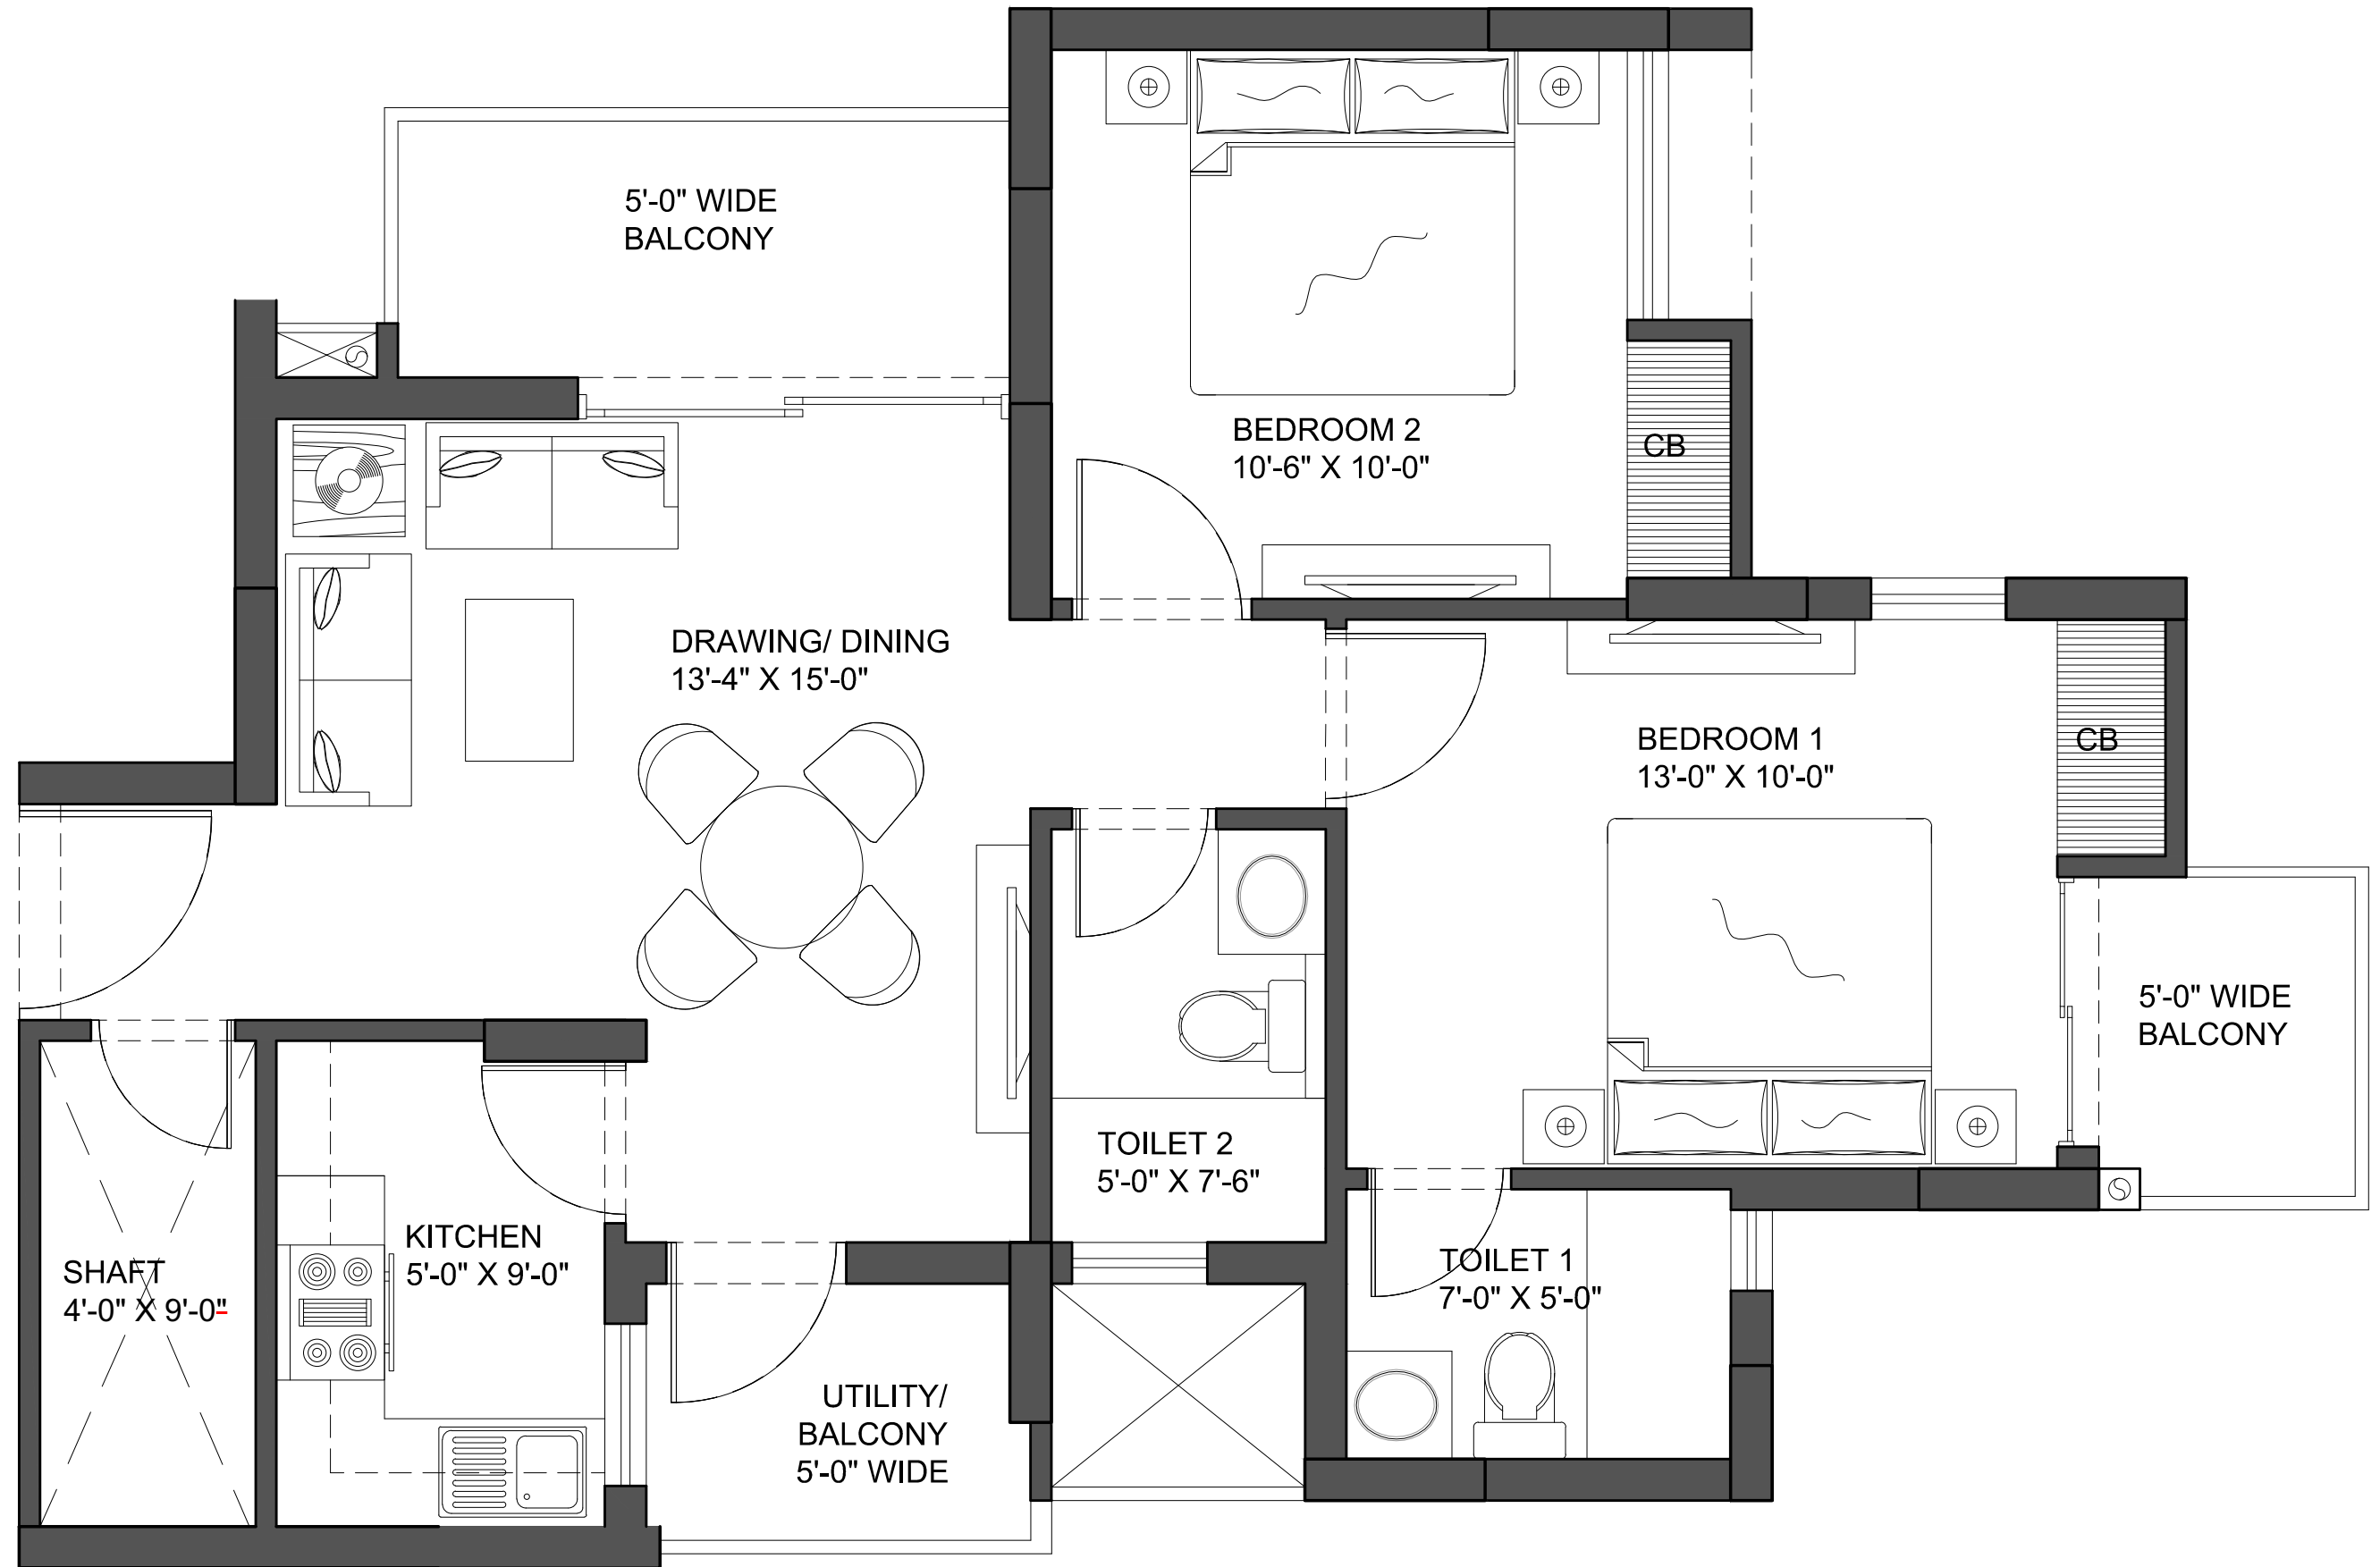 5'-0" WIDE
BALCONY
BEDROOM 2
10'-6" X 10'-0"
CB
DRAWING/ DINING
13'-4" X 15'-0"
BEDROOM 1
13'-0" X 10'-0"
CB
5'-0" WIDE
BALCONY
TOILET 2
5'-0" X 7'-6"
KITCHEN
5'-0" X 9'-0"
SHAFT
4'-0" X 9'-0"
TOILET 1
7'-0" X 5'-0"
UTILITY/
BALCONY
5'-0" WIDE